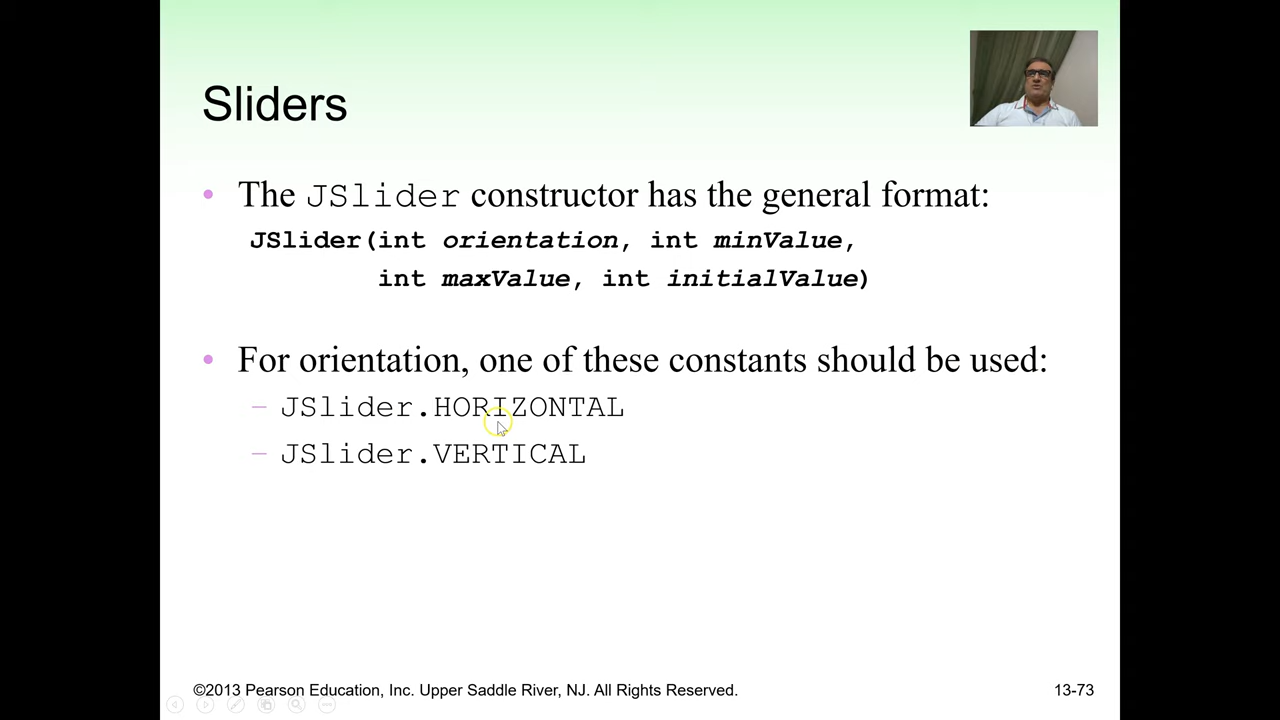 Sliders
• The JSlider constructor has the general format:
JSlider(int orientation, int minValue,
int maxValue, int initialValue)
• For orientation, one of these constants should be used:
– JSlider.HORIZONTAL
– JSlider.VERTICAL
©2013 Pearson Education, Inc. Upper Saddle River, NJ. All Rights Reserved.
13-73